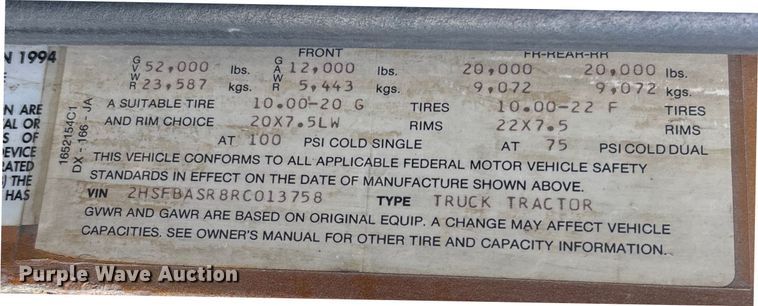 N 1994
N ARE
AL OR
S OF
DEVICE
RATED
) THE
HAS
1652154C1
DX - 166 - JA
FRONT FR-REAR-RR
GVWR 52,000 lbs. GAWR 12,000 lbs. 20,000 20,000 lbs.
23,587 kgs. 5,443 kgs. 9,072 9,072 kgs.
A SUITABLE TIRE 10.00-20 G TIRES 10.00-22 F TIRES
AND RIM CHOICE 20X7.5LW RIMS 22X7.5 RIMS
AT 100 PSI COLD SINGLE AT 75 PSI COLD DUAL
THIS VEHICLE CONFORMS TO ALL APPLICABLE FEDERAL MOTOR VEHICLE SAFETY
STANDARDS IN EFFECT ON THE DATE OF MANUFACTURE SHOWN ABOVE.
VIN 2HSFBASR8RC013758 TYPE TRUCK TRACTOR
GVWR AND GAWR ARE BASED ON ORIGINAL EQUIP. A CHANGE MAY AFFECT VEHICLE
CAPACITIES. SEE OWNER'S MANUAL FOR OTHER TIRE AND CAPACITY INFORMATION.
Purple Wave Auction